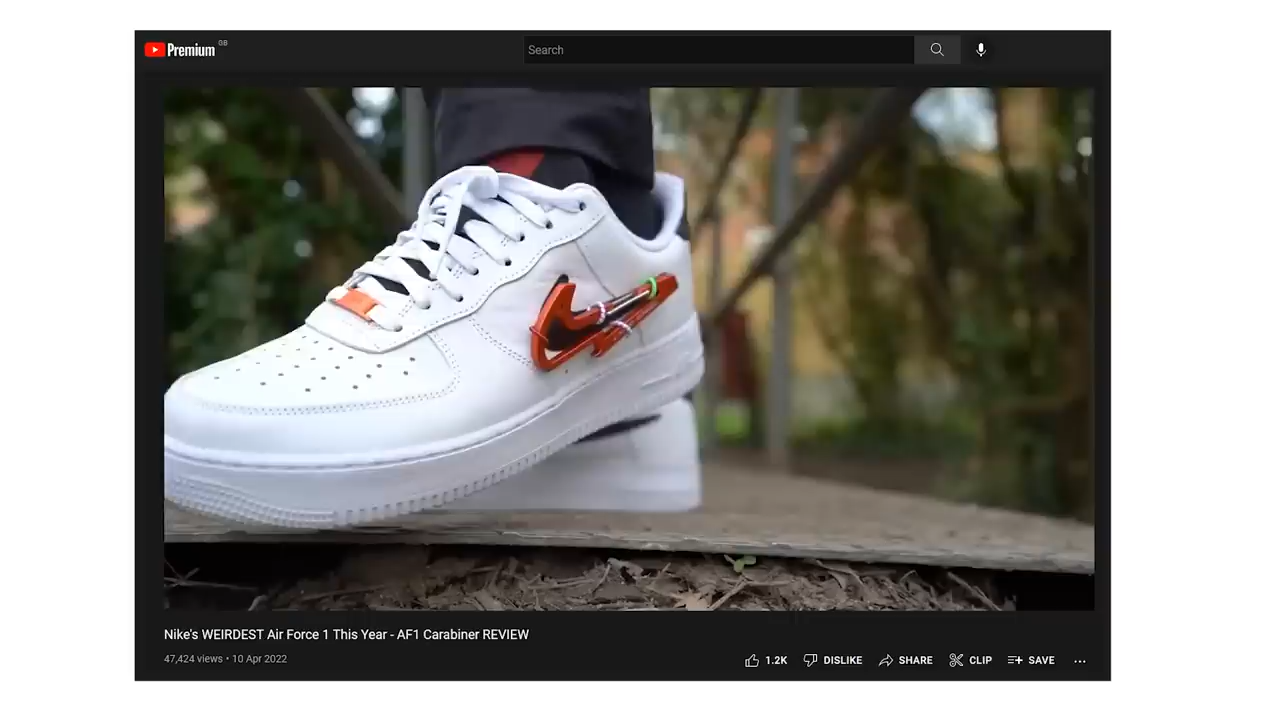 Premium GB
Search
Nike's WEIRDEST Air Force 1 This Year - AF1 Carabiner REVIEW
47,424 views • 10 Apr 2022
1.2K DISLIKE SHARE CLIP SAVE ...